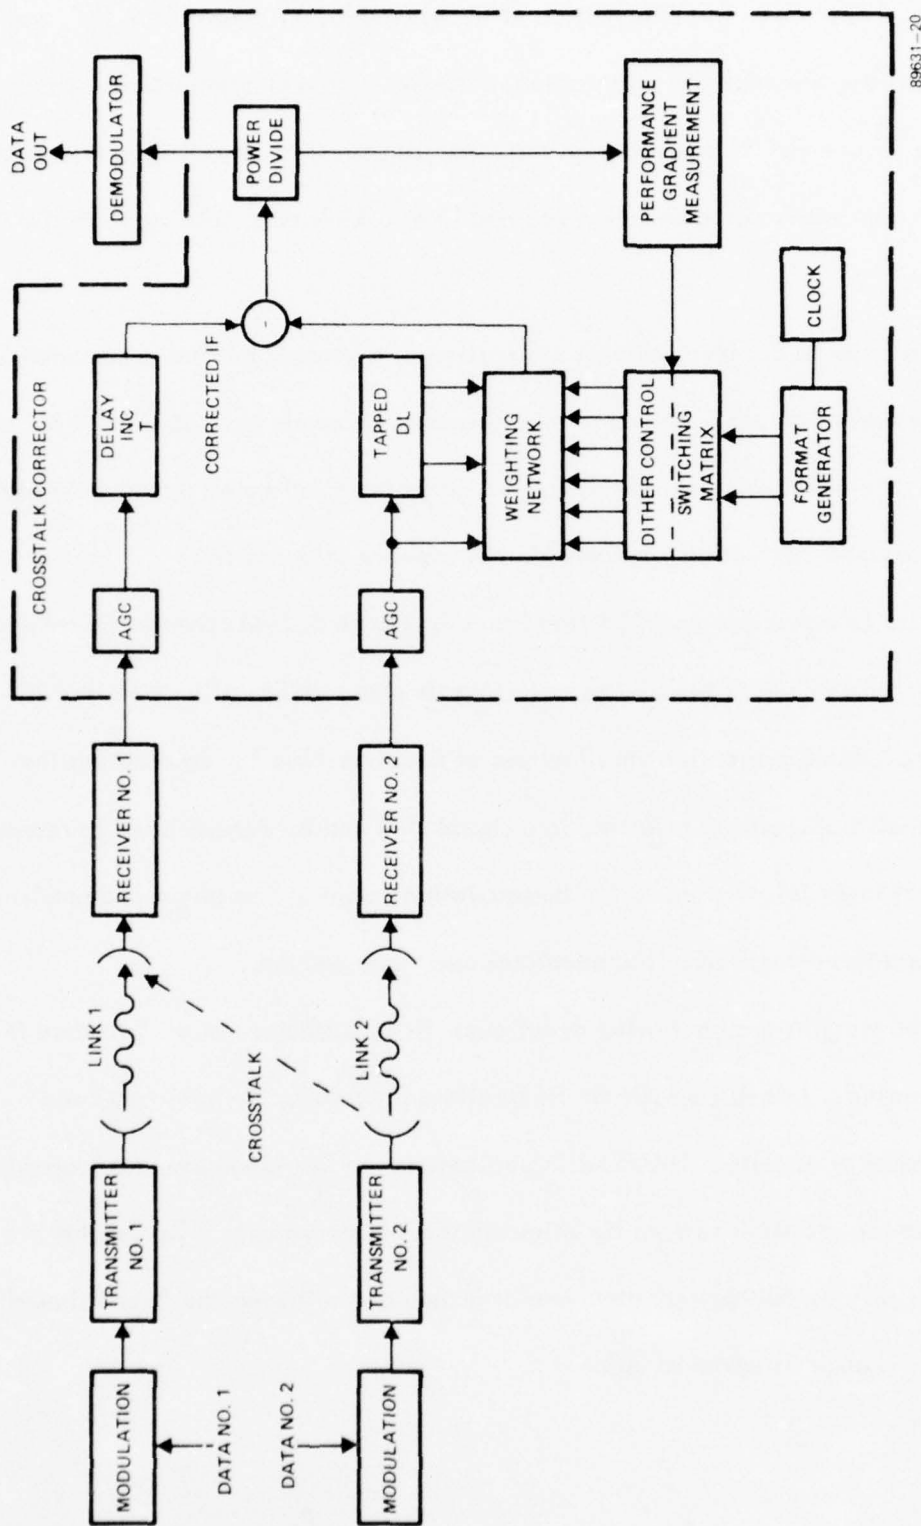 MODULATION
TRANSMITTER
NO. 1
LINK 1
RECEIVER NO. 1
AGC
CROSSTALK CORRECTOR
DELAY
INC
T
CORRECTED IF
-
POWER
DIVIDE
DEMODULATOR
DATA
OUT
DATA NO. 1
DATA NO. 2
CROSSTALK
MODULATION
TRANSMITTER
NO. 2
LINK 2
RECEIVER NO. 2
AGC
TAPPED
DL
WEIGHTING
NETWORK
DITHER CONTROL
SWITCHING
MATRIX
PERFORMANCE
GRADIENT
MEASUREMENT
FORMAT
GENERATOR
CLOCK
89631-20